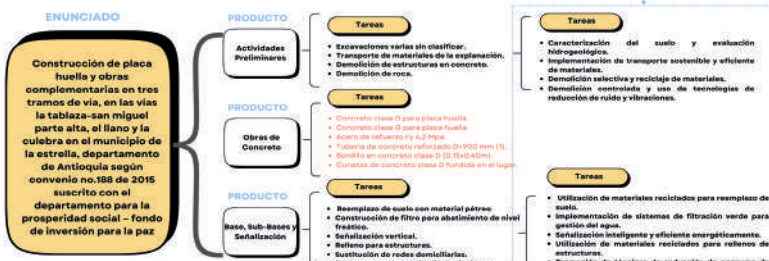 ENUNCIADO
Construcción de placa
huella y obras
complementarias en tres
tramos de via, en las vías
la tablaza-san miguel
parte alta, el llano y la
culebra en el municipio de
la estrella, departamento
de Antioquia según
convenio no.188 de 2015
suscrito con el
departamento para la
prosperidad social – fondo
de inversión para la paz
PRODUCTO
Actividades
Preliminares
Tareas
• Excavaciones varias sin clasificar.
• Transporte de materiales de la explanación.
• Demolición de estructuras en concreto.
• Demolición de roca.
Tareas
• Caracterización del suelo y evaluación
hidrogeológica.
• Implementación de transporte sostenible y eficiente
de materiales.
• Demolición selectiva y reciclaje de materiales.
• Demolición controlada y uso de tecnologías de
reducción de ruido y vibraciones.
PRODUCTO
Obras de
Concreto
Tareas
• Concreto clase D para placa huella.
• Concreto clase G para placa huella.
• Acero de refuerzo Fy 4,2 Mpa.
• Tubería de concreto reforzado D=900 mm (1).
• Bordillo en concreto clase D (0.15x0.40m).
• Cunetas de concreto clase D fundida en el lugar.
PRODUCTO
Base, Sub-Bases y
Señalización
Tareas
• Reemplazo de suelo con material pétreo
• Construcción de filtro para abatimiento de nivel
freático.
• Señalización vertical.
• Relleno para estructuras.
• Sustitución de redes domiciliarias.
Tareas
• Utilización de materiales reciclados para reemplazo de
suelo.
• Implementación de sistemas de filtración verde para
gestión del agua.
• Señalización inteligente y eficiente energéticamente.
• Utilización de materiales reciclados para rellenos de
estructuras.